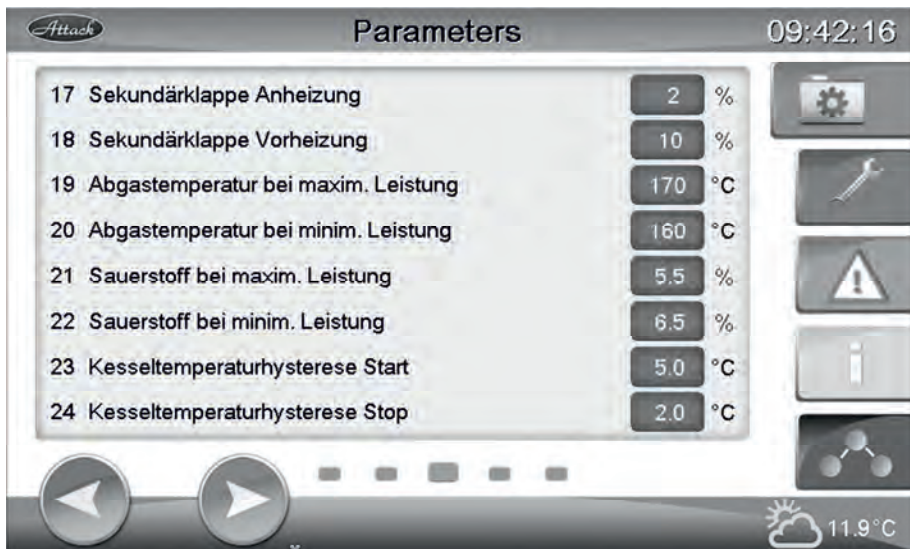 Attack Parameters 09:42:16
17 Sekundärklappe Anheizung 2 %
18 Sekundärklappe Vorheizung 10 %
19 Abgastemperatur bei maxim. Leistung 170 °C
20 Abgastemperatur bei minim. Leistung 160 °C
21 Sauerstoff bei maxim. Leistung 5.5 %
22 Sauerstoff bei minim. Leistung 6.5 %
23 Kesseltemperaturhysterese Start 5.0 °C
24 Kesseltemperaturhysterese Stop 2.0 °C
11.9°C